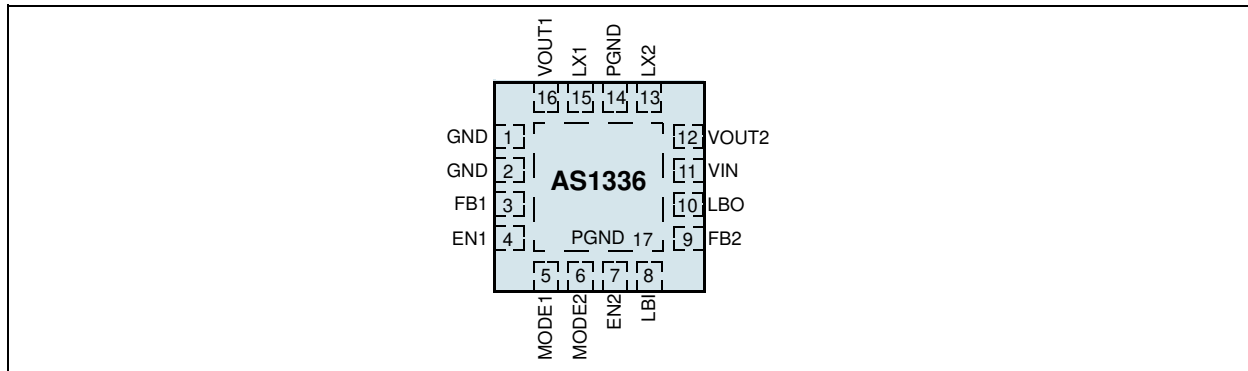 VOUT1 LX1 PGND LX2
16 15 14 13
GND 1 12 VOUT2
GND 2 11 VIN
AS1336
FB1 3 10 LBO
EN1 4 PGND 17 9 FB2
5 6 7 8
MODE1 MODE2 EN2 LBI